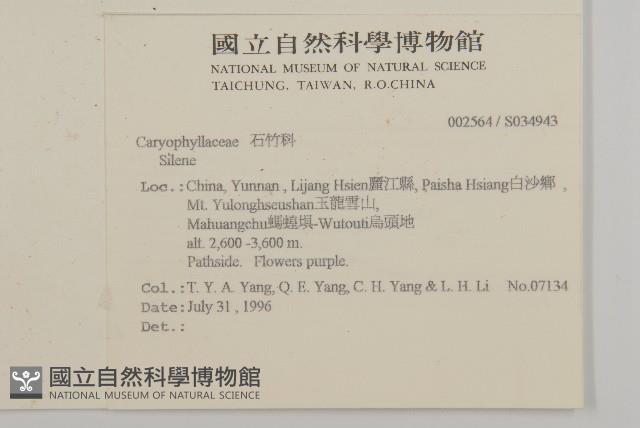 國立自然科學博物館
NATIONAL MUSEUM OF NATURAL SCIENCE
TAICHUNG, TAIWAN, R.O.CHINA
002564 / S034943
Caryophyllaceae 石竹科
Silene
Loc.:China, Yunnan , Lijang Hsien麗江縣, Paisha Hsiang白沙鄉 ,
Mt. Yulonghseushan玉龍雪山,
Mahuangchu螞蝗垻-Wutouti烏頭地
alt. 2,600 -3,600 m.
Pathside. Flowers purple.
Col.:T. Y. A. Yang, Q. E. Yang, C. H. Yang & L. H. Li No.07134
Date:July 31 , 1996
Det.:
國立自然科學博物館
NATIONAL MUSEUM OF NATURAL SCIENCE